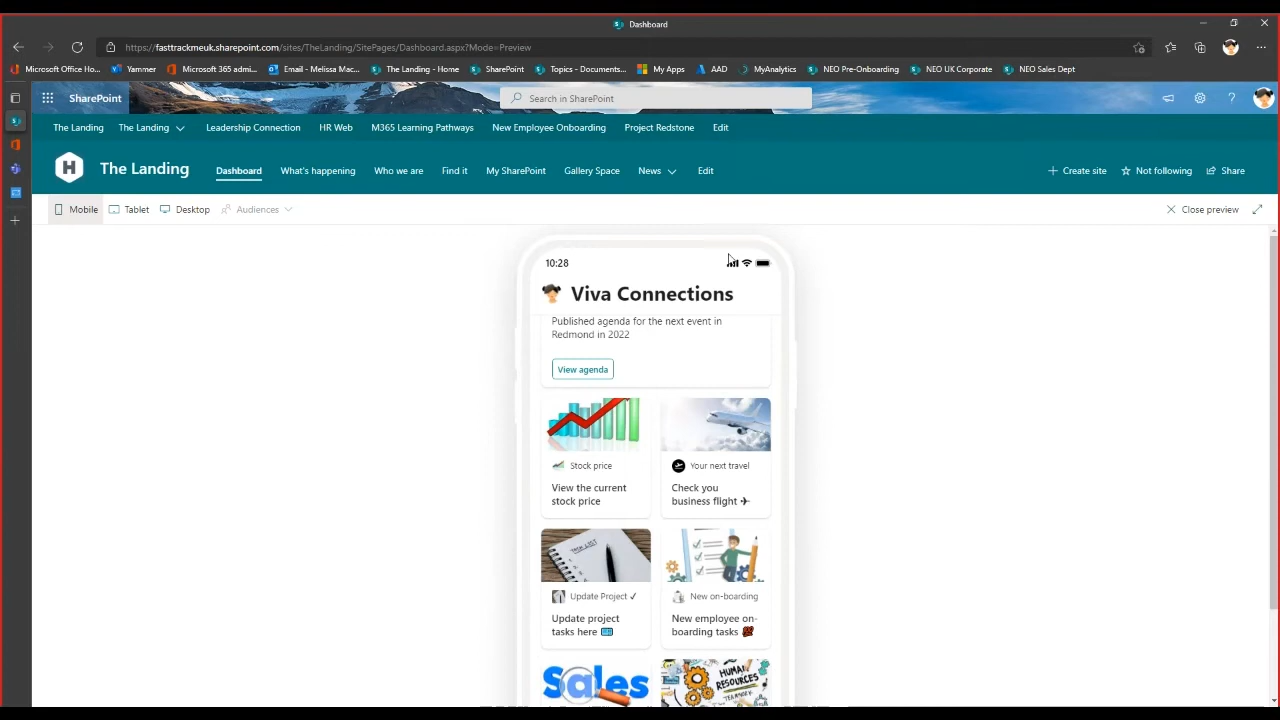 Dashboard
https://fasttrackmeuk.sharepoint.com/sites/TheLanding/SitePages/Dashboard.aspx?Mode=Preview
Microsoft Office Ho... Yammer Microsoft 365 admi... Email - Melissa Mac... The Landing - Home SharePoint Topics - Documents... My Apps AAD MyAnalytics NEO Pre-Onboarding NEO UK Corporate NEO Sales Dept
SharePoint Search in SharePoint ?
The Landing The Landing Leadership Connection HR Web M365 Learning Pathways New Employee Onboarding Project Redstone Edit
H The Landing Dashboard What's happening Who we are Find it My SharePoint Gallery Space News Edit Create site Not following Share
Mobile Tablet Desktop Audiences Close preview
10:28
Viva Connections
Published agenda for the next event in
Redmond in 2022
View agenda
Stock price Your next travel
View the current Check you
stock price business flight ✈
TASK LIST
Update Project ✓ New on-boarding
Update project New employee on-
tasks here boarding tasks
Sales HUMAN
RESOURCES
TEAMWORK